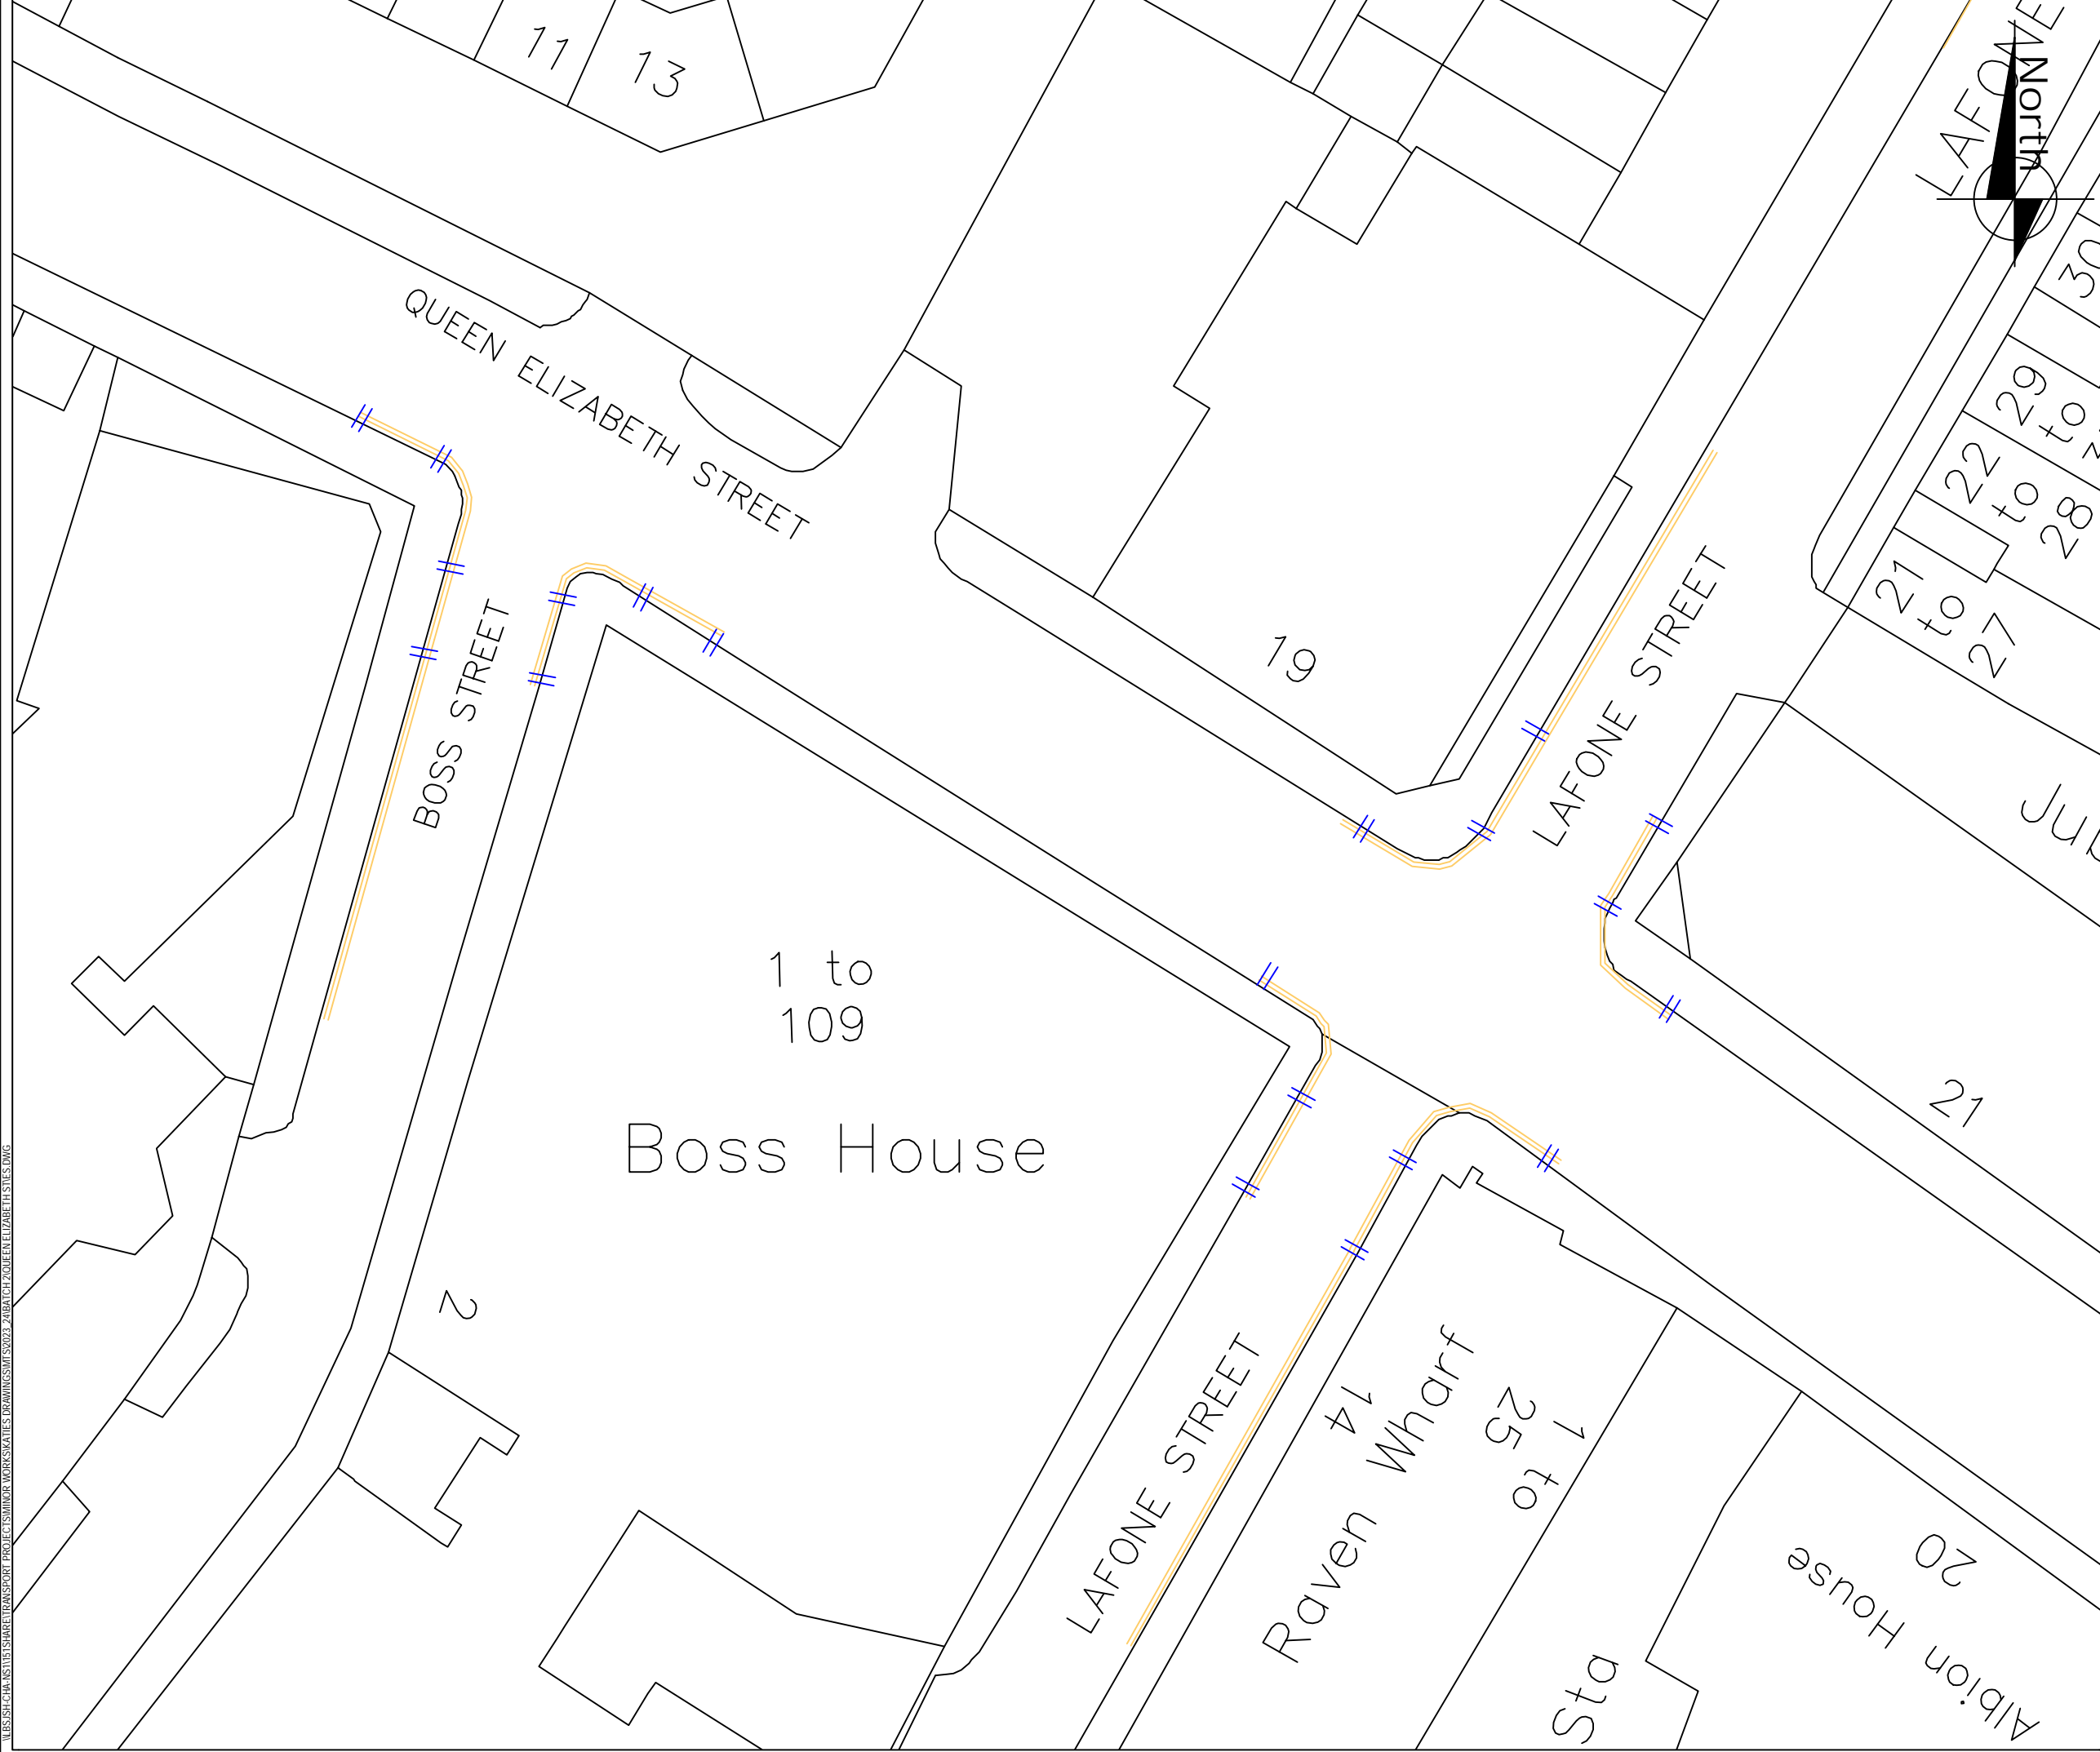 11
13
LAFONE
North
30
QUEEN ELIZABETH STREET
29
to
22
to
28
21
to
27
19
LAFONE STREET
BOSS STREET
1 to
109
Boss House
21
2
LAFONE STREET
14
Raven Wharf
1
to
25
20
Albion House
Sta